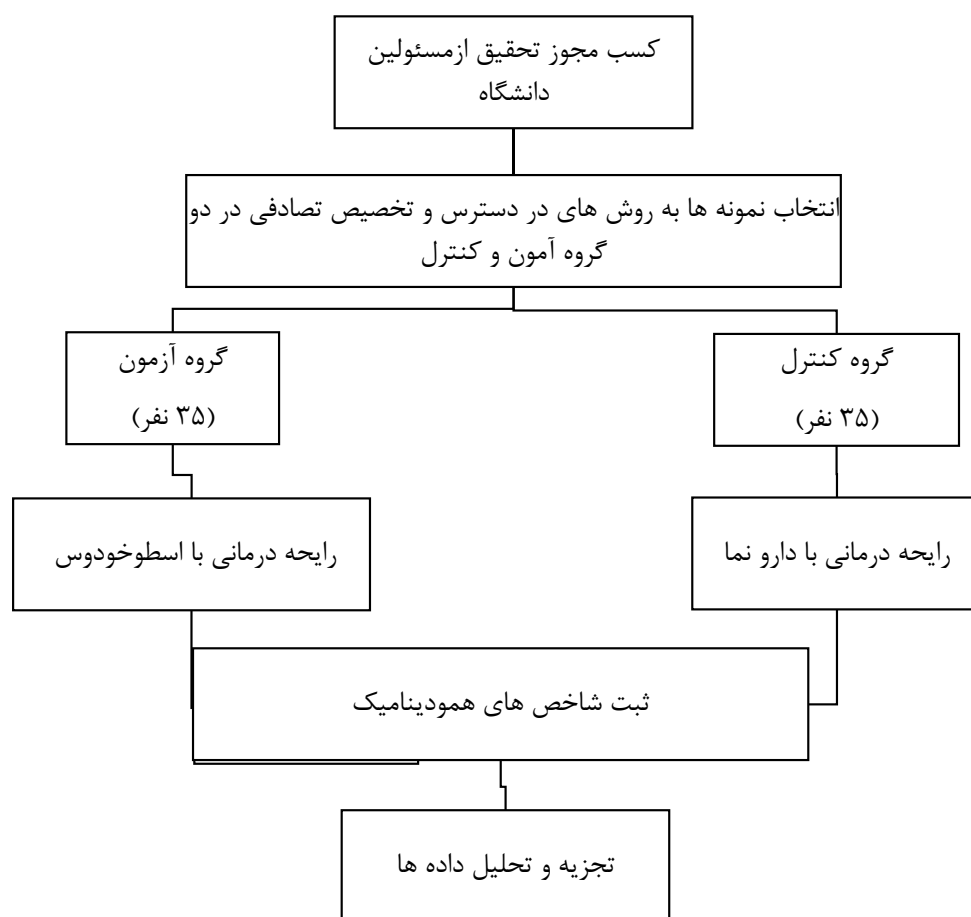 کسب مجوز تحقیق ازمسئولین
دانشگاه
انتخاب نمونه ها به روش های در دسترس و تخصیص تصادفی در دو
گروه آمون و کنترل
گروه کنترل
(۳۵ نفر)
گروه آزمون
(۳۵ نفر)
رایحه درمانی با دارو نما
رایحه درمانی با اسطوخودوس
ثبت شاخص های همودینامیک
تجزیه و تحلیل داده ها